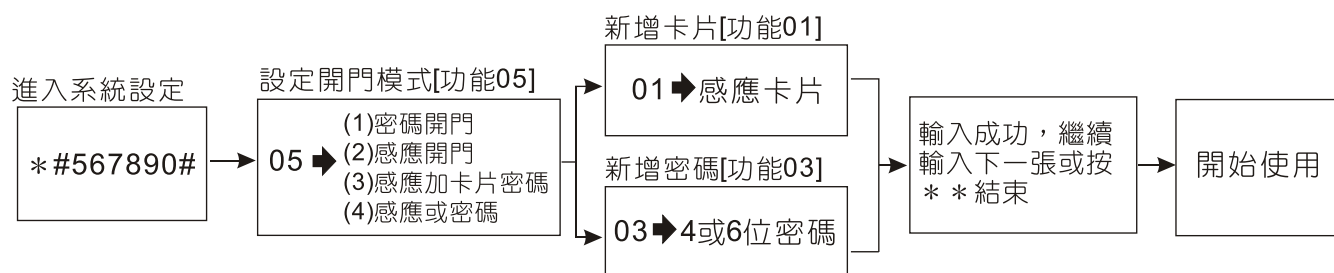 進入系統設定
＊#567890#
設定開門模式[功能05]
05➡
(1)密碼開門
(2)感應開門
(3)感應加卡片密碼
(4)感應或密碼
新增卡片[功能01]
01➡感應卡片
新增密碼[功能03]
03➡4或6位密碼
輸入成功，繼續
輸入下一張或按
＊＊結束
開始使用